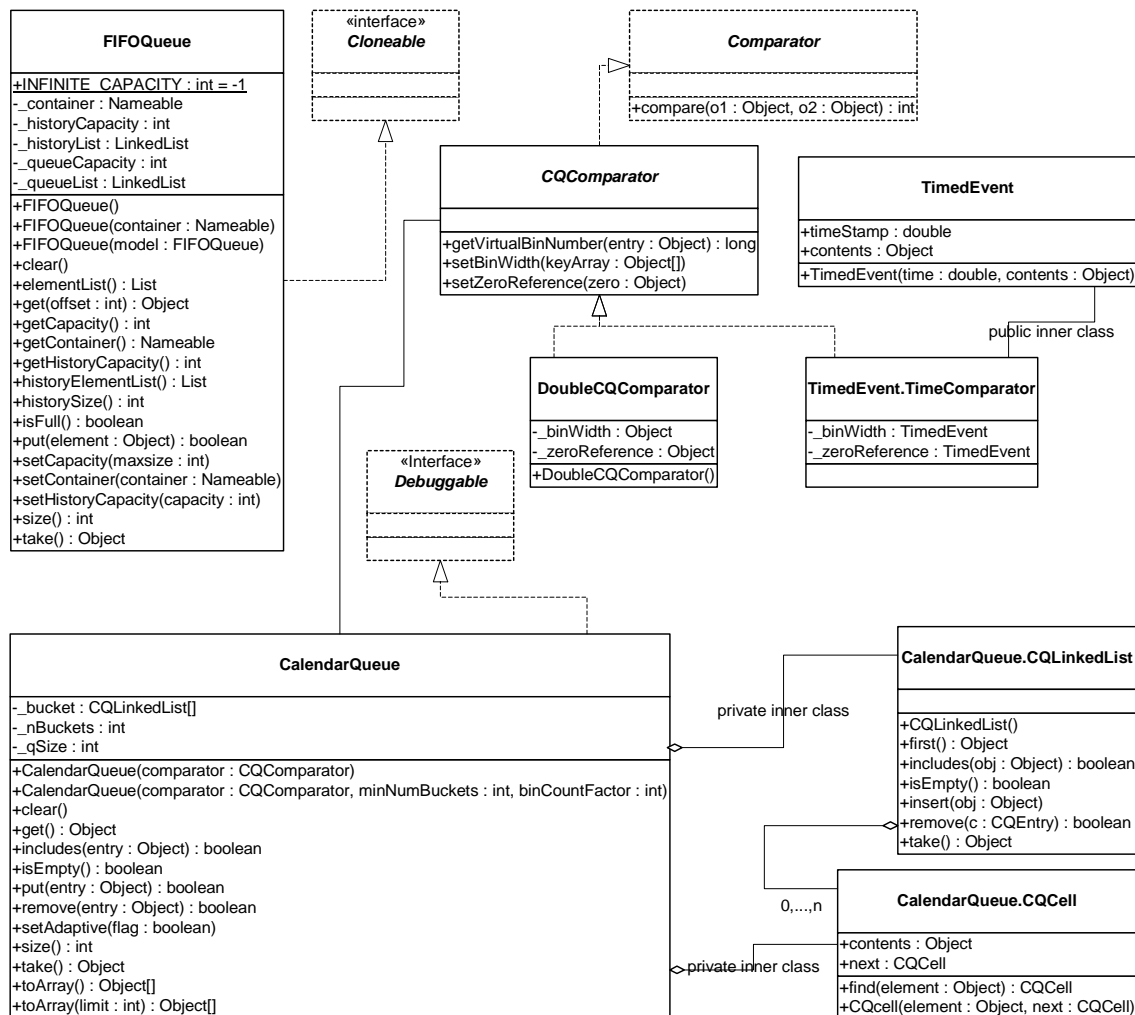 FIFOQueue
+INFINITE_CAPACITY : int = -1
-_container : Nameable
-_historyCapacity : int
-_historyList : LinkedList
-_queueCapacity : int
-_queueList : LinkedList
+FIFOQueue()
+FIFOQueue(container : Nameable)
+FIFOQueue(model : FIFOQueue)
+clear()
+elementList() : List
+get(offset : int) : Object
+getCapacity() : int
+getContainer() : Nameable
+getHistoryCapacity() : int
+historyElementList() : List
+historySize() : int
+isFull() : boolean
+put(element : Object) : boolean
+setCapacity(maxsize : int)
+setContainer(container : Nameable)
+setHistoryCapacity(capacity : int)
+size() : int
+take() : Object
«interface»
Cloneable
Comparator
+compare(o1 : Object, o2 : Object) : int
CQComparator
+getVirtualBinNumber(entry : Object) : long
+setBinWidth(keyArray : Object[])
+setZeroReference(zero : Object)
TimedEvent
+timeStamp : double
+contents : Object
+TimedEvent(time : double, contents : Object)
public inner class
DoubleCQComparator
-_binWidth : Object
-_zeroReference : Object
+DoubleCQComparator()
TimedEvent.TimeComparator
-_binWidth : TimedEvent
-_zeroReference : TimedEvent
«Interface»
Debuggable
CalendarQueue
-_bucket : CQLinkedList[]
-_nBuckets : int
-_qSize : int
+CalendarQueue(comparator : CQComparator)
+CalendarQueue(comparator : CQComparator, minNumBuckets : int, binCountFactor : int)
+clear()
+get() : Object
+includes(entry : Object) : boolean
+isEmpty() : boolean
+put(entry : Object) : boolean
+remove(entry : Object) : boolean
+setAdaptive(flag : boolean)
+size() : int
+take() : Object
+toArray() : Object[]
+toArray(limit : int) : Object[]
private inner class
CalendarQueue.CQLinkedList
+CQLinkedList()
+first() : Object
+includes(obj : Object) : boolean
+isEmpty() : boolean
+insert(obj : Object)
+remove(c : CQEntry) : boolean
+take() : Object
0,...,n
private inner class
CalendarQueue.CQCell
+contents : Object
+next : CQCell
+find(element : Object) : CQCell
+CQcell(element : Object, next : CQCell)